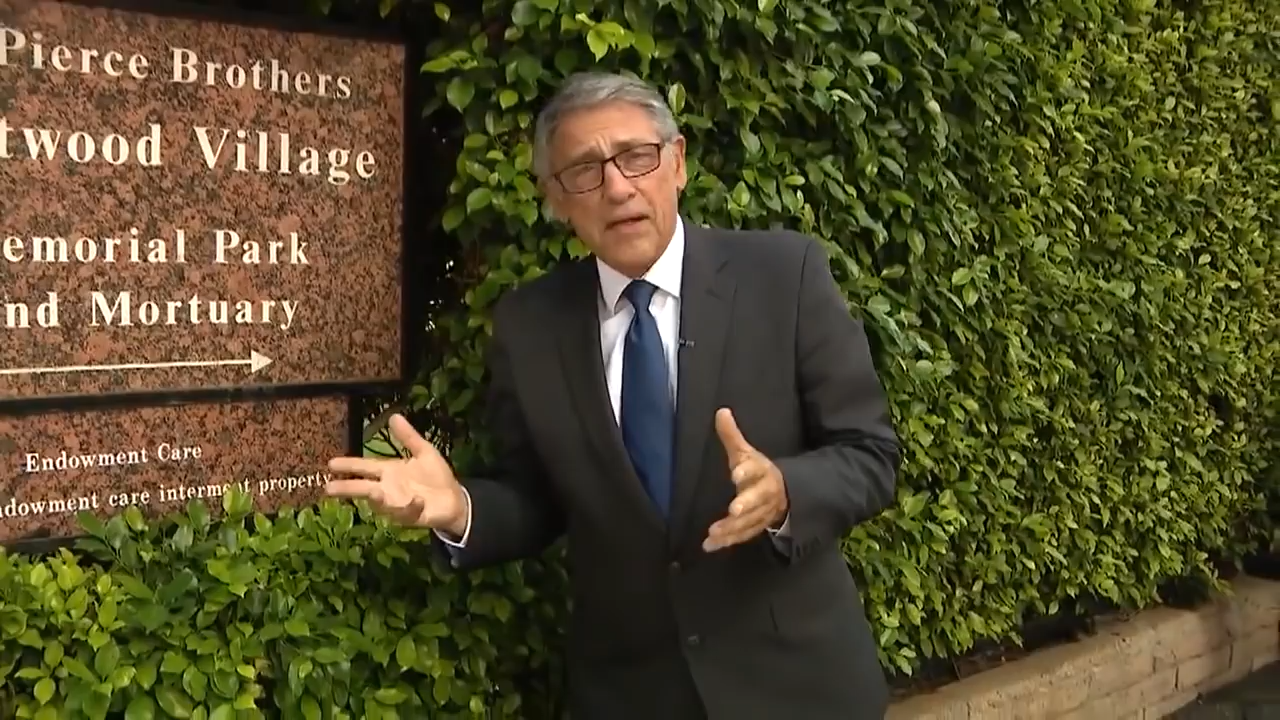 Pierce Brothers
twood Village
emorial Park
nd Mortuary
Endowment Care
ndowment care interment property